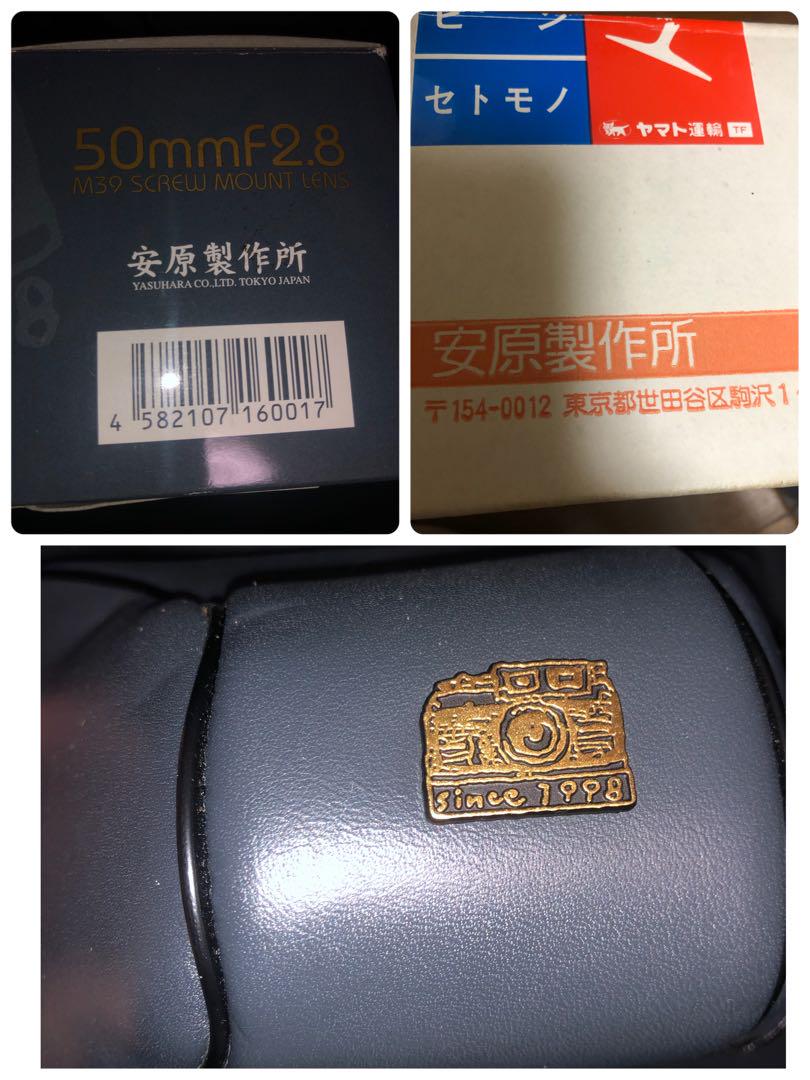 50mmF2.8
M39 SCREW MOUNT LENS
安原製作所
YASUHARA CO.,LTD. TOKYO JAPAN
4 582107 160017
セトモノ
ヤマト運輸 TF
安原製作所
〒154-0012 東京都世田谷区駒沢1
since 1998